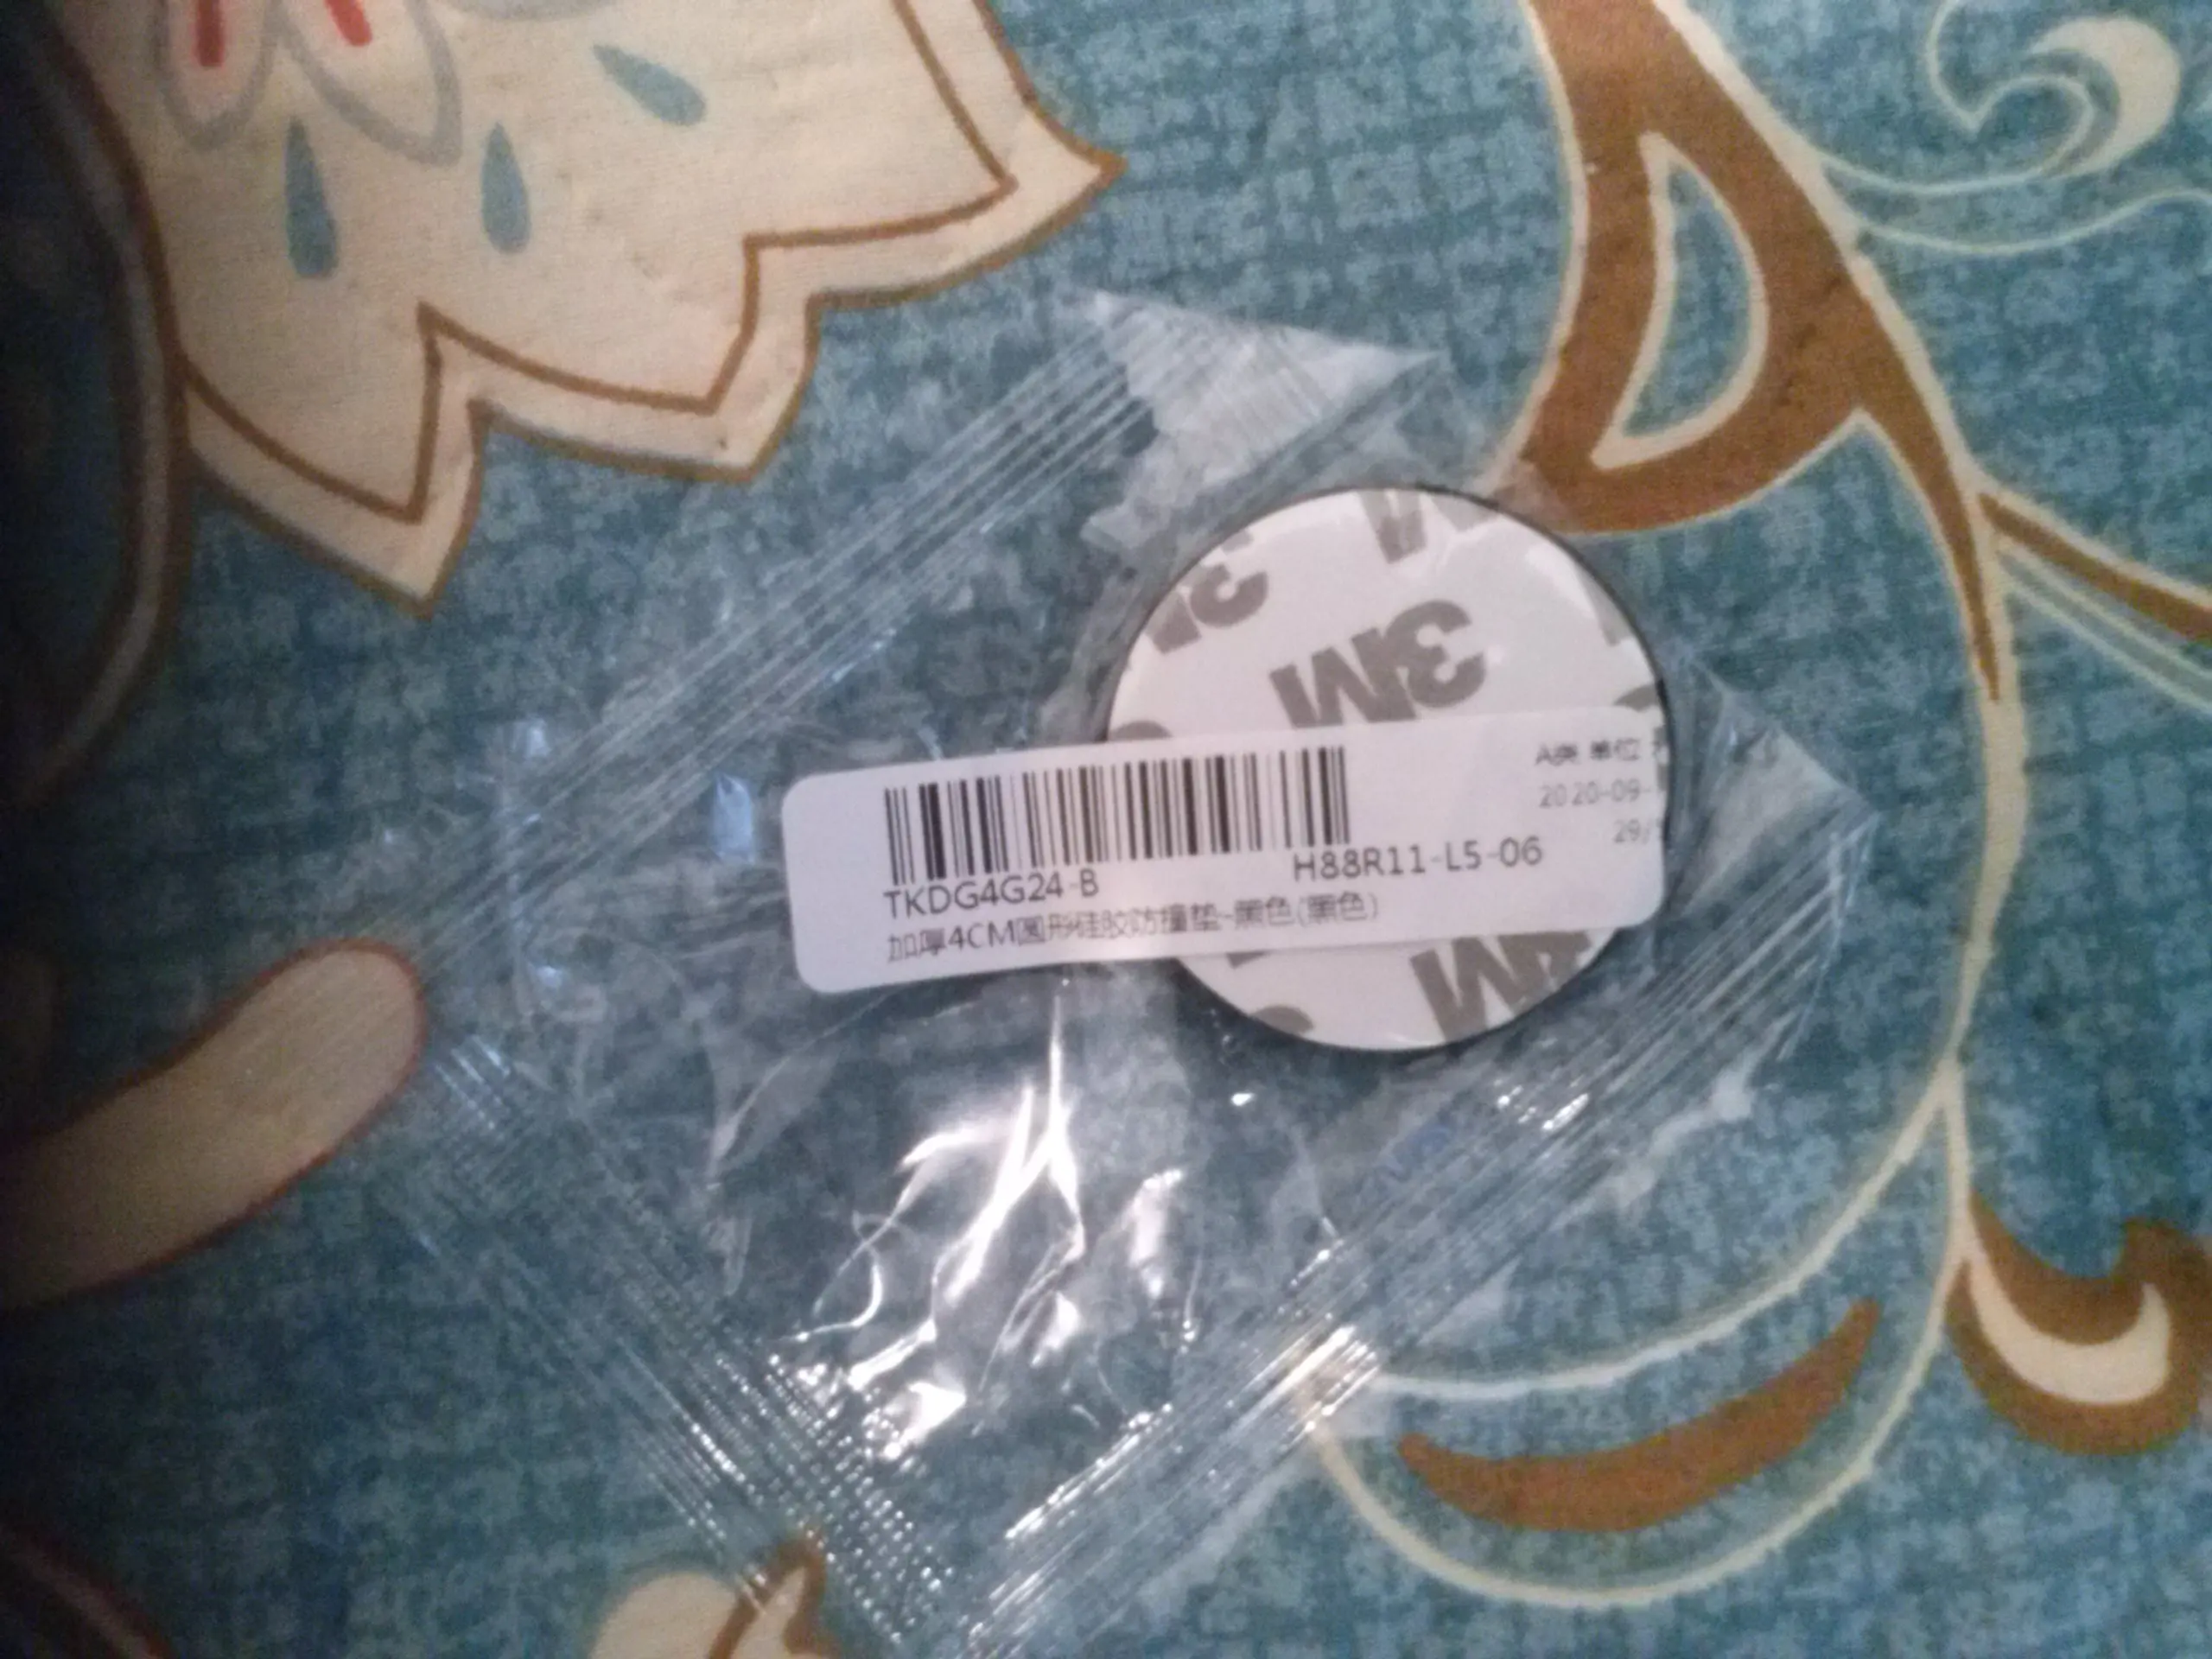 3M
3M
A类 单位
2020-09-
29/
H88R11-L5-06
TKDG4G24-B
加厚4CM圆形硅胶防撞垫-黑色(黑色)